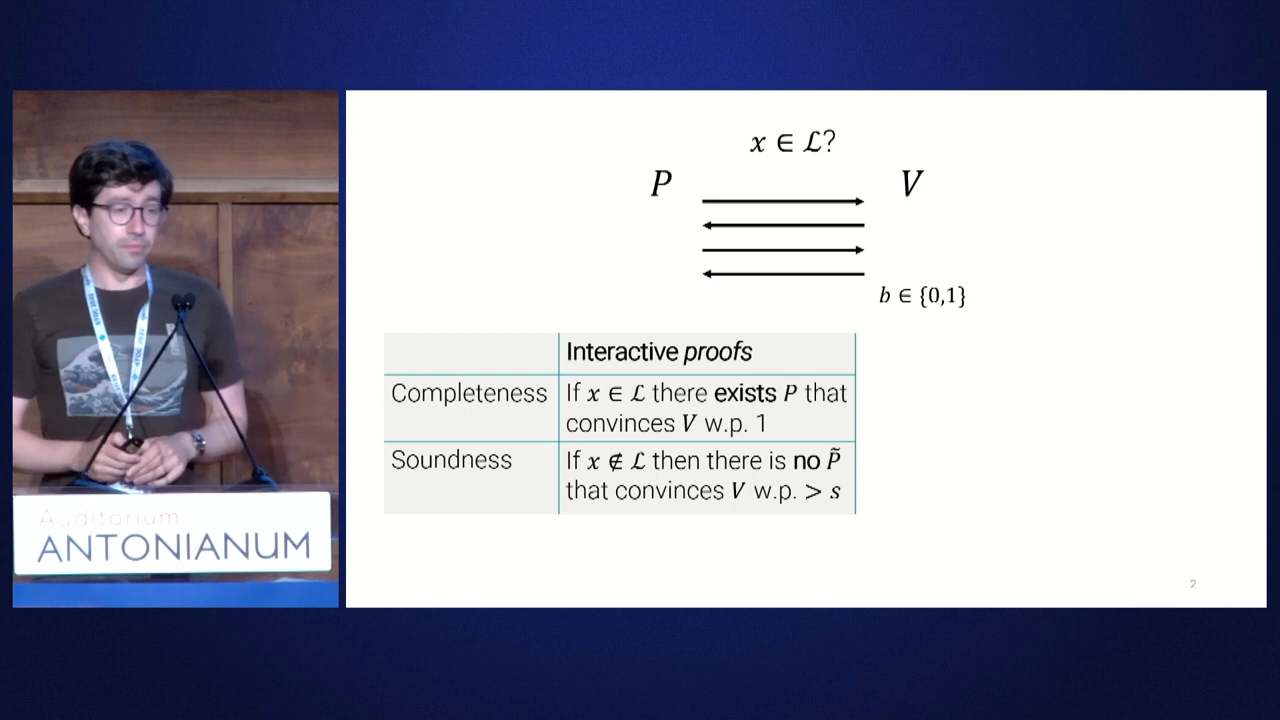 x ∈ ℒ?
P
V
b ∈ {0,1}
Interactive proofs
Completeness
If x ∈ ℒ there exists P that
convinces V w.p. 1
Soundness
If x ∉ ℒ then there is no P̃
that convinces V w.p. > s
2
Auditorium
ANTONIANUM